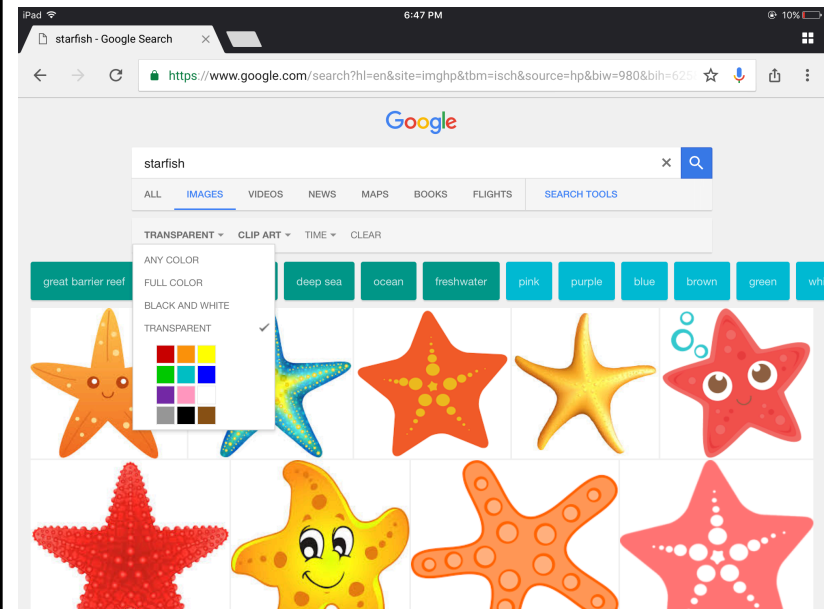 iPad 6:47 PM 10%
starfish - Google Search ×
https://www.google.com/search?hl=en&site=imghp&tbm=isch&source=hp&biw=980&bih=625
Google
starfish
ALL IMAGES VIDEOS NEWS MAPS BOOKS FLIGHTS SEARCH TOOLS
TRANSPARENT CLIP ART TIME CLEAR
ANY COLOR
great barrier reef deep sea ocean freshwater pink purple blue brown green whi
FULL COLOR
BLACK AND WHITE
TRANSPARENT